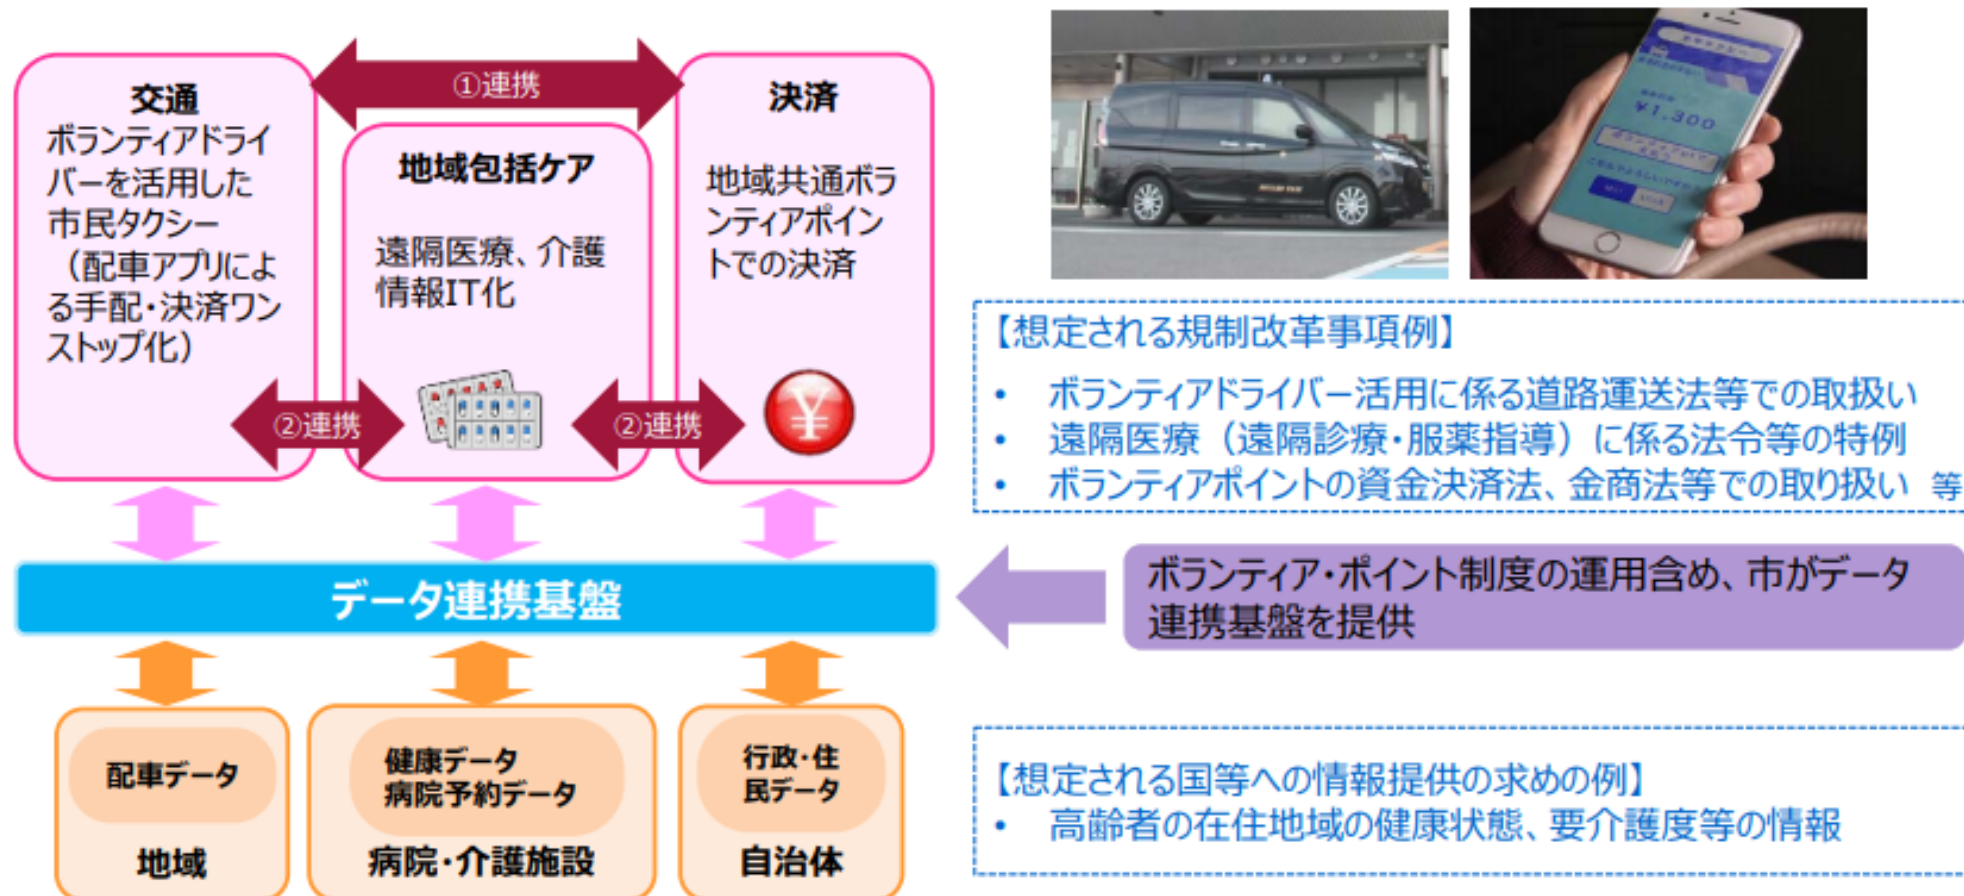 ①連携
交通
ボランティアドライ
バーを活用した
市民タクシー
（配車アプリによ
る手配・決済ワン
ストップ化）
地域包括ケア
遠隔医療、介護
情報IT化
決済
地域共通ボラ
ンティアポイン
トでの決済
②連携
②連携
¥
データ連携基盤
配車データ
地域
健康データ
病院予約データ
病院・介護施設
行政・住
民データ
自治体
¥1,300
【想定される規制改革事項例】
• ボランティアドライバー活用に係る道路運送法等での取扱い
• 遠隔医療（遠隔診療・服薬指導）に係る法令等の特例
• ボランティアポイントの資金決済法、金商法等での取り扱い 等
ボランティア・ポイント制度の運用含め、市がデータ
連携基盤を提供
【想定される国等への情報提供の求めの例】
• 高齢者の在住地域の健康状態、要介護度等の情報